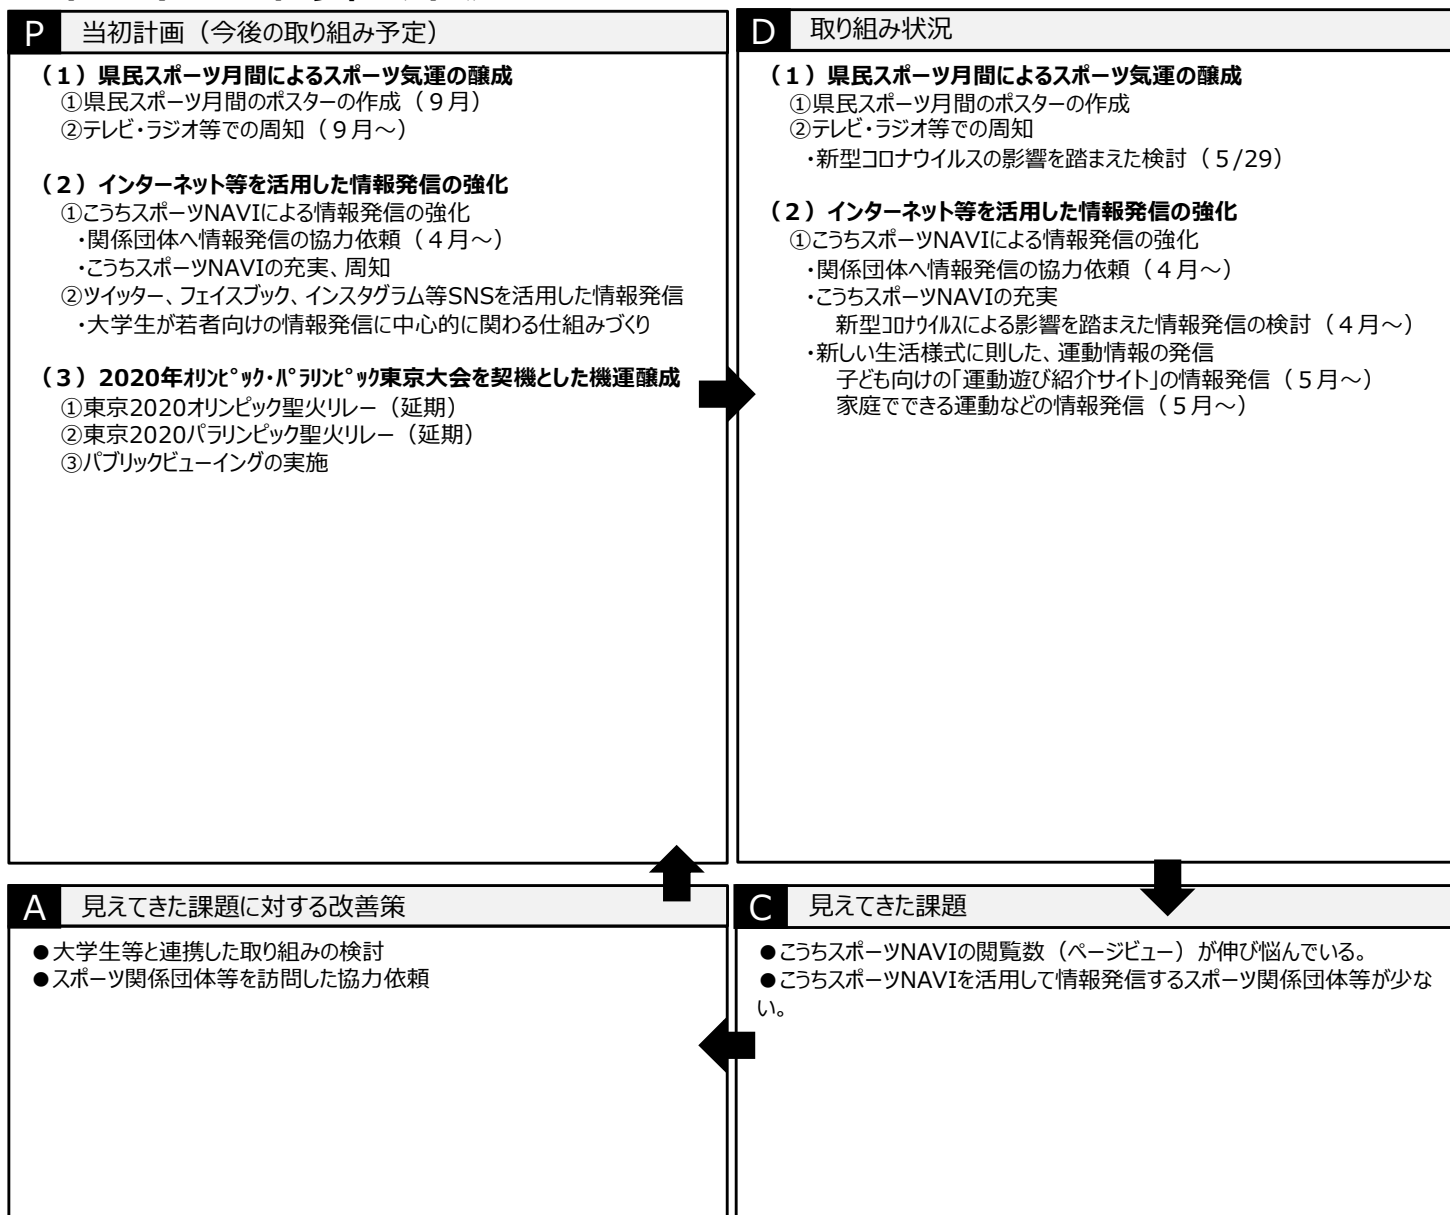 P 当初計画（今後の取り組み予定）
（１）県民スポーツ月間によるスポーツ気運の醸成
①県民スポーツ月間のポスターの作成（９月）
②テレビ・ラジオ等での周知（９月～）
（２）インターネット等を活用した情報発信の強化
①こうちスポーツNAVIによる情報発信の強化
・関係団体へ情報発信の協力依頼（４月～）
・こうちスポーツNAVIの充実、周知
②ツイッター、フェイスブック、インスタグラム等SNSを活用した情報発信
・大学生が若者向けの情報発信に中心的に関わる仕組みづくり
（３）2020年ｵﾘﾝﾋﾟｯｸ・ﾊﾟﾗﾘﾝﾋﾟｯｸ東京大会を契機とした機運醸成
①東京2020オリンピック聖火リレー（延期）
②東京2020パラリンピック聖火リレー（延期）
③パブリックビューイングの実施
D 取り組み状況
（１）県民スポーツ月間によるスポーツ気運の醸成
①県民スポーツ月間のポスターの作成
②テレビ・ラジオ等での周知
・新型コロナウイルスの影響を踏まえた検討（５/29）
（２）インターネット等を活用した情報発信の強化
①こうちスポーツNAVIによる情報発信の強化
・関係団体へ情報発信の協力依頼（４月～）
・こうちスポーツNAVIの充実
新型ｺﾛﾅｳｲﾙｽによる影響を踏まえた情報発信の検討（４月～）
・新しい生活様式に則した、運動情報の発信
子ども向けの「運動遊び紹介サイト」の情報発信（５月～）
家庭でできる運動などの情報発信（５月～）
A 見えてきた課題に対する改善策
●大学生等と連携した取り組みの検討
●スポーツ関係団体等を訪問した協力依頼
C 見えてきた課題
●こうちスポーツNAVIの閲覧数（ページビュー）が伸び悩んでいる。
●こうちスポーツNAVIを活用して情報発信するスポーツ関係団体等が少な
い。